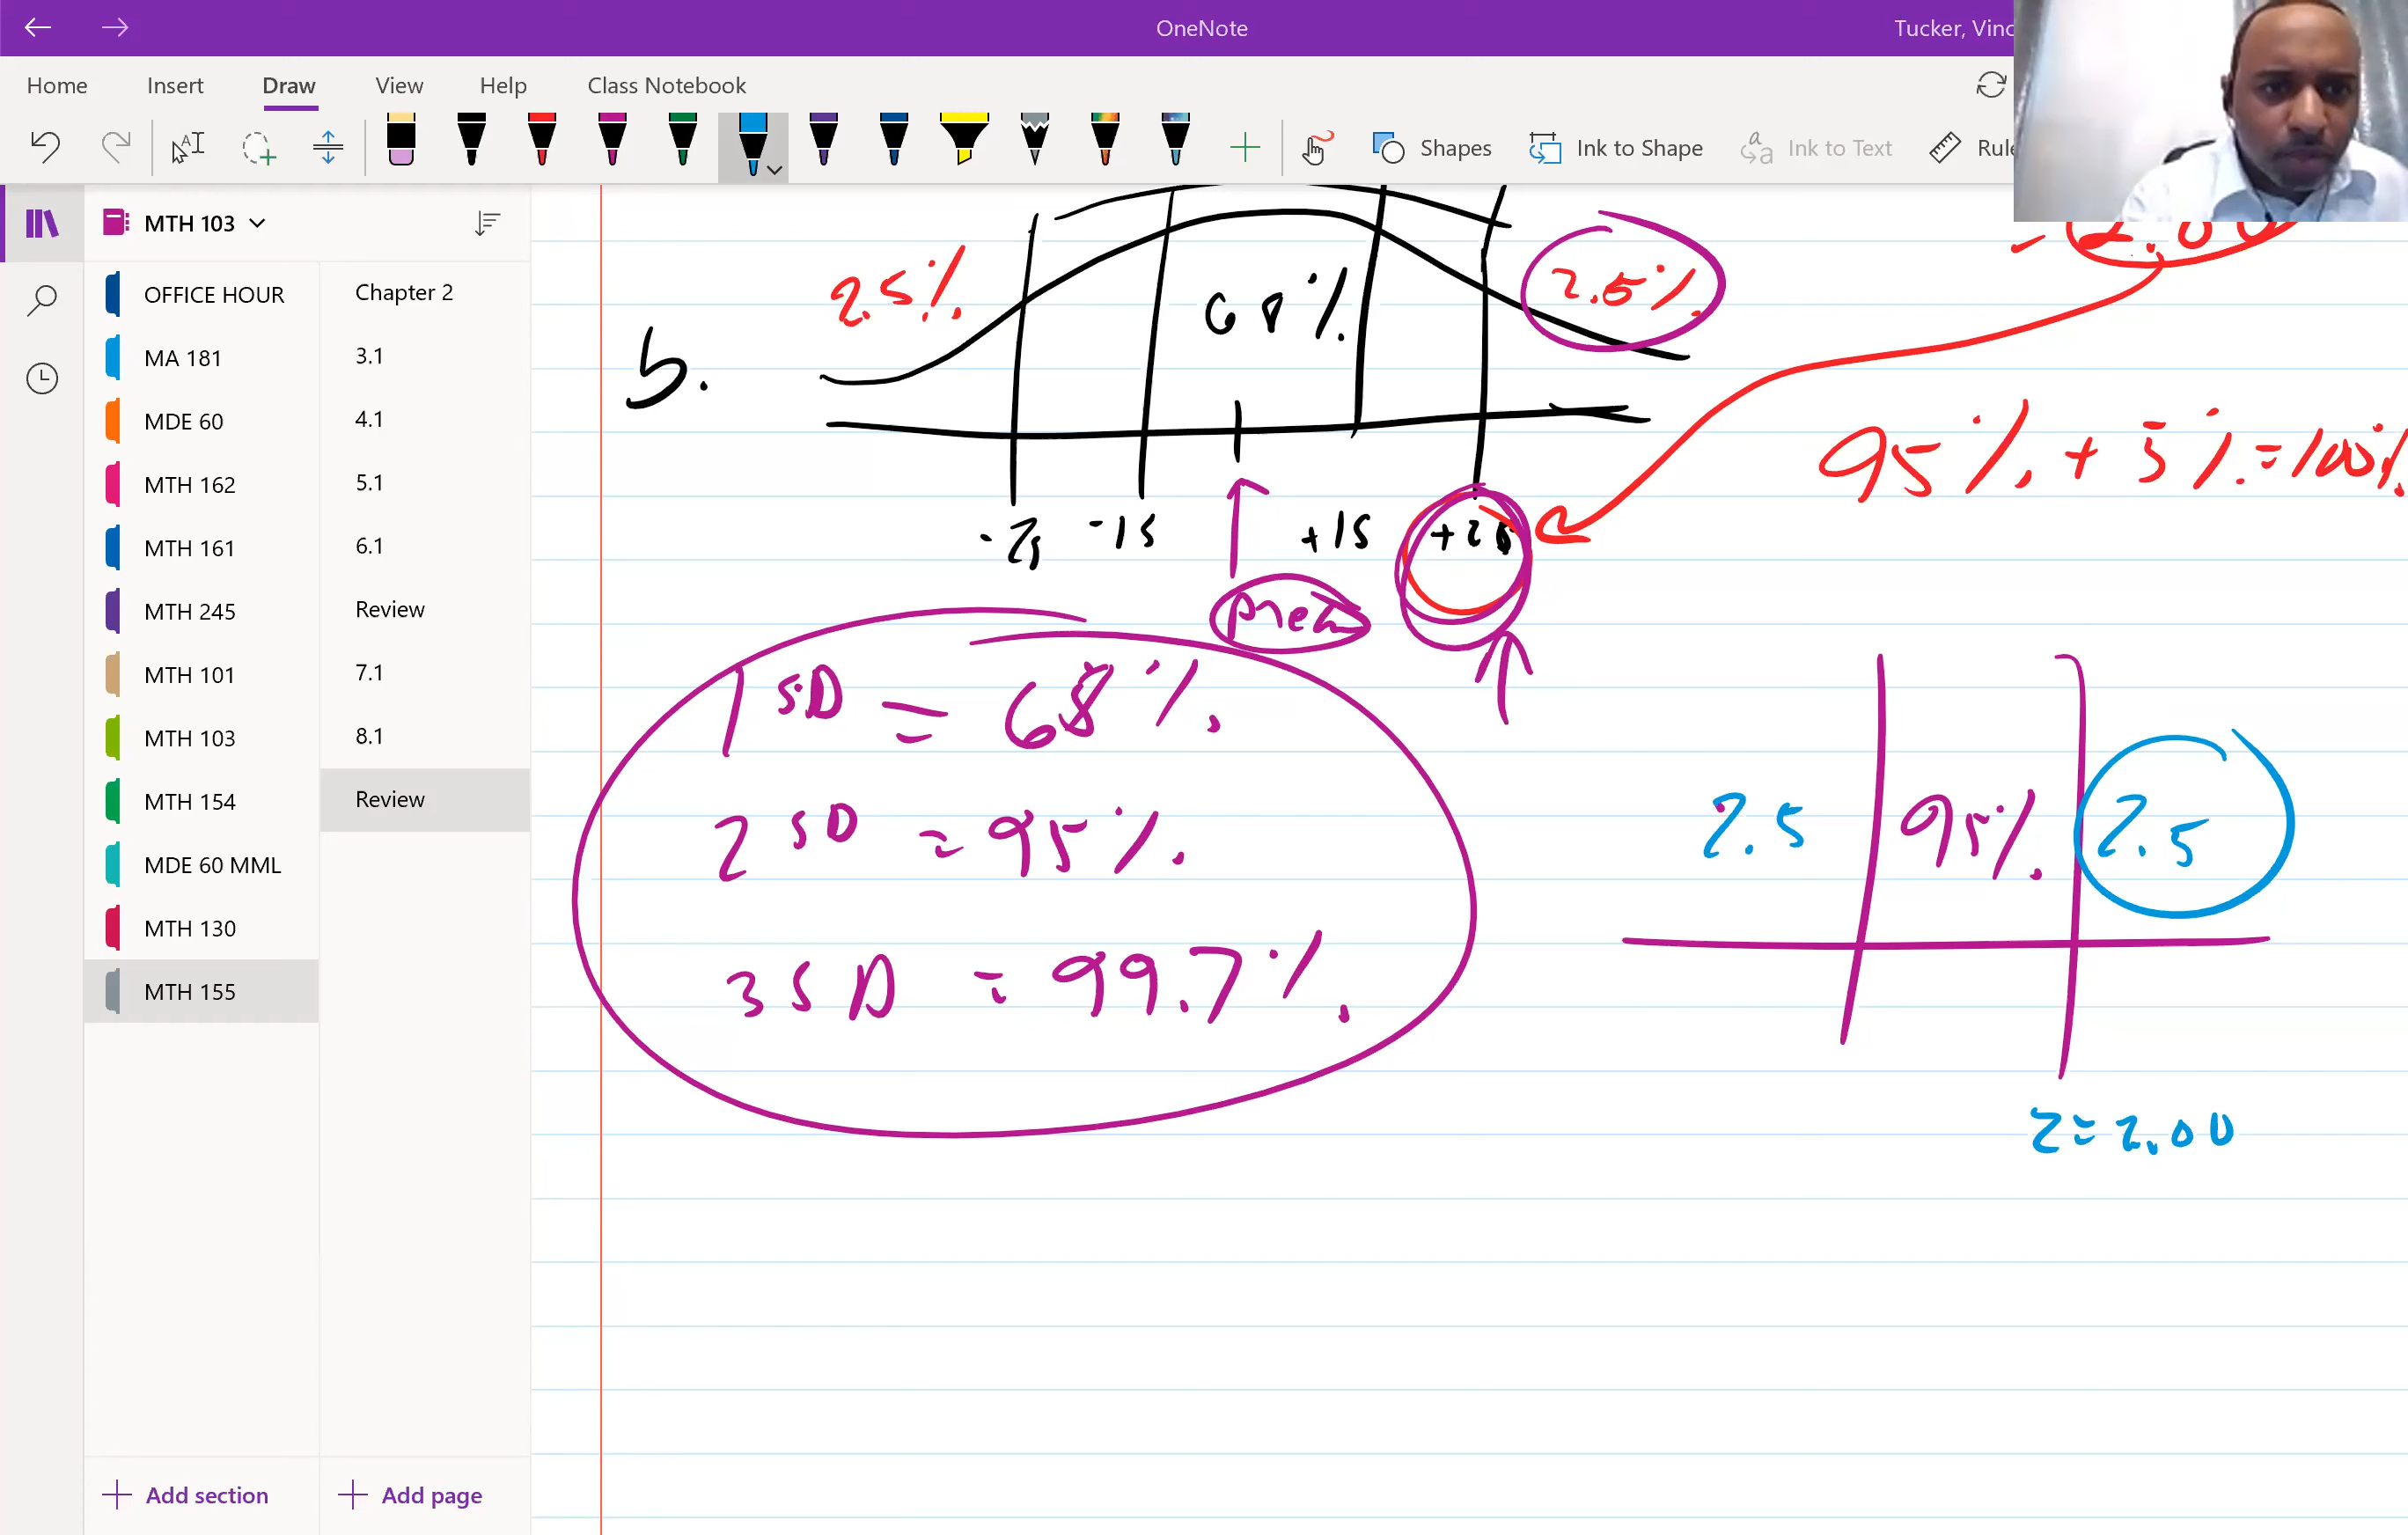 OneNote
Tucker, Vinc
Home Insert Draw View Help Class Notebook
Shapes Ink to Shape Ink to Text Rule
MTH 103
OFFICE HOUR
MA 181
MDE 60
MTH 162
MTH 161
MTH 245
MTH 101
MTH 103
MTH 154
MDE 60 MML
MTH 130
MTH 155
Add section
Chapter 2
3.1
4.1
5.1
6.1
Review
7.1
8.1
Review
Add page
2.00
2.5% 68% 2.5%
b.
95% + 5% = 100%
-2s -1s +1s +2s
1 SD = 68%.
2 SD = 95%.
3 SD = 99.7%.
2.5 95%. 2.5
z = 2.00